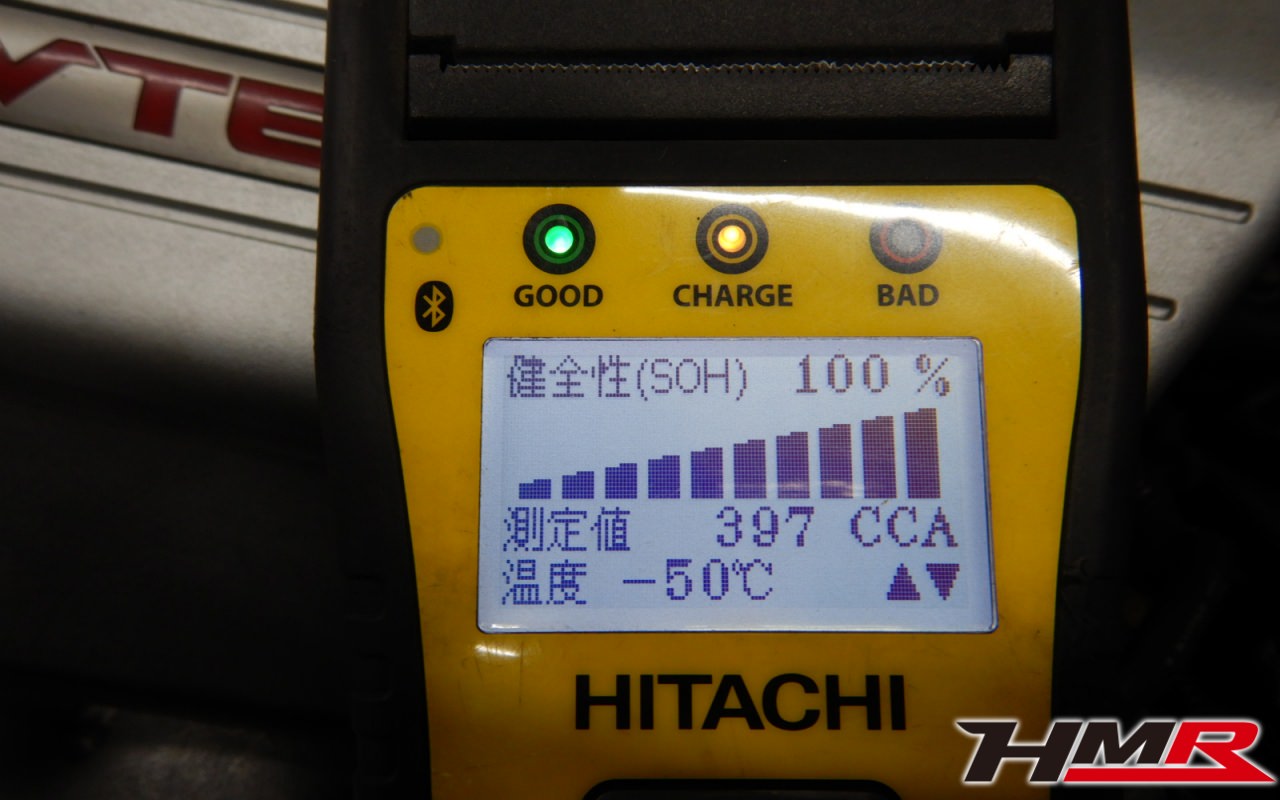 VTE
GOOD CHARGE BAD
健全性(SOH) 100 %
測定値 397 CCA
温度 -50℃ ▲▼
HITACHI
HMR